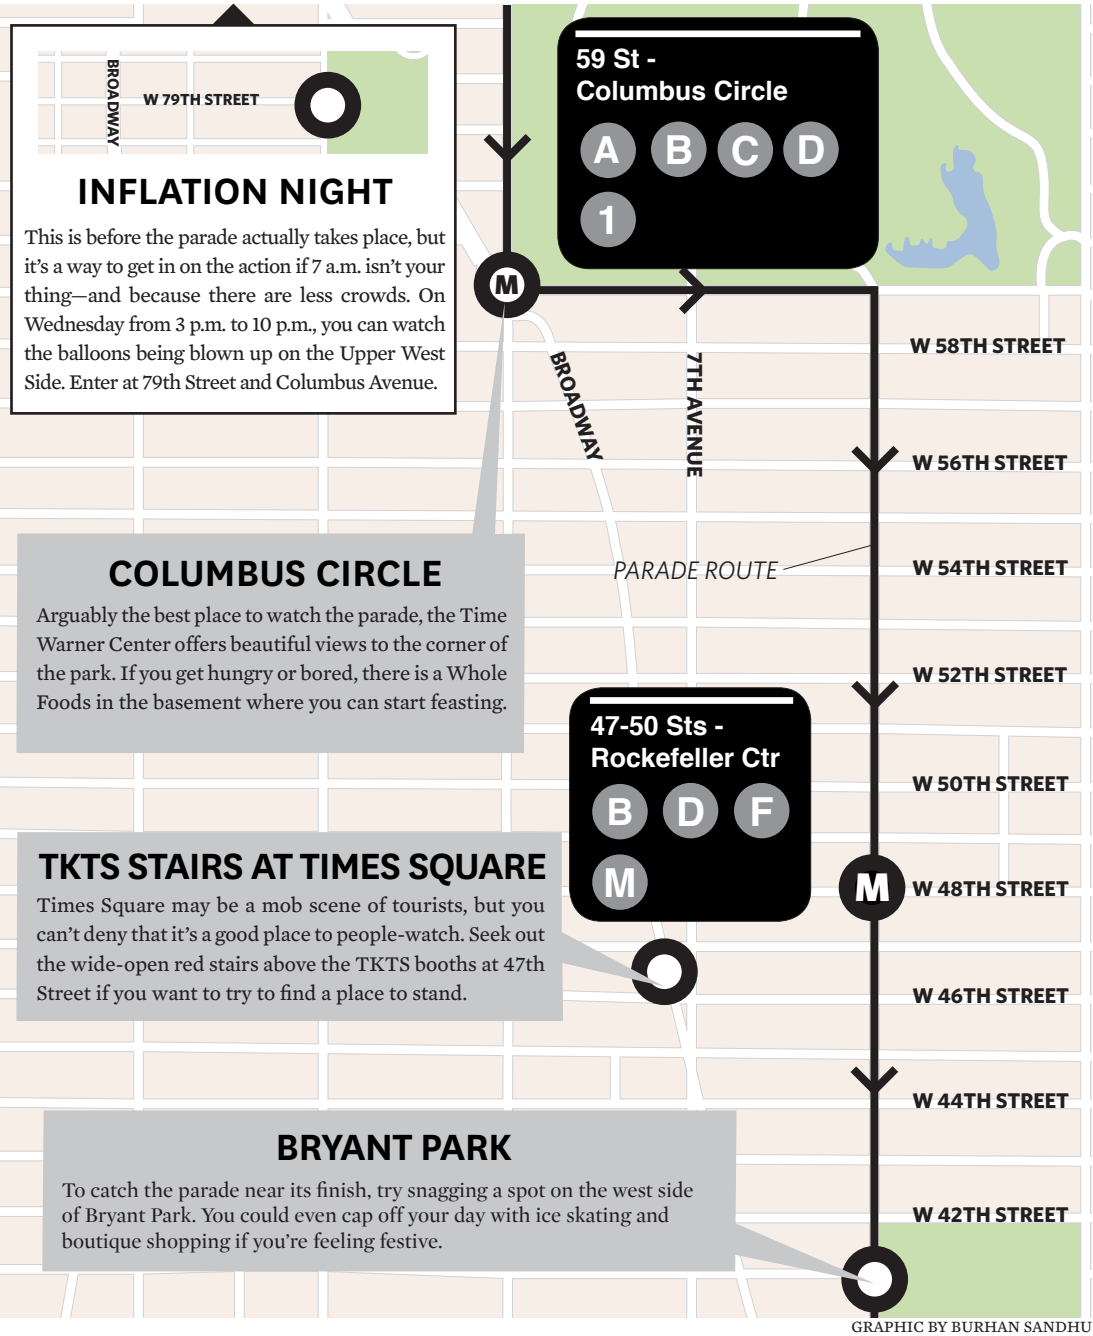 BROADWAY
W 79TH STREET
INFLATION NIGHT
This is before the parade actually takes place, but
it's a way to get in on the action if 7 a.m. isn't your
thing—and because there are less crowds. On
Wednesday from 3 p.m. to 10 p.m., you can watch
the balloons being blown up on the Upper West
Side. Enter at 79th Street and Columbus Avenue.
59 St -
Columbus Circle
A B C D
1
M
W 58TH STREET
BROADWAY
7TH AVENUE
W 56TH STREET
PARADE ROUTE
W 54TH STREET
COLUMBUS CIRCLE
Arguably the best place to watch the parade, the Time
Warner Center offers beautiful views to the corner of
the park. If you get hungry or bored, there is a Whole
Foods in the basement where you can start feasting.
W 52TH STREET
47-50 Sts -
Rockefeller Ctr
B D F
M
W 50TH STREET
M
W 48TH STREET
TKTS STAIRS AT TIMES SQUARE
Times Square may be a mob scene of tourists, but you
can't deny that it's a good place to people-watch. Seek out
the wide-open red stairs above the TKTS booths at 47th
Street if you want to try to find a place to stand.
W 46TH STREET
W 44TH STREET
BRYANT PARK
To catch the parade near its finish, try snagging a spot on the west side
of Bryant Park. You could even cap off your day with ice skating and
boutique shopping if you're feeling festive.
W 42TH STREET
GRAPHIC BY BURHAN SANDHU